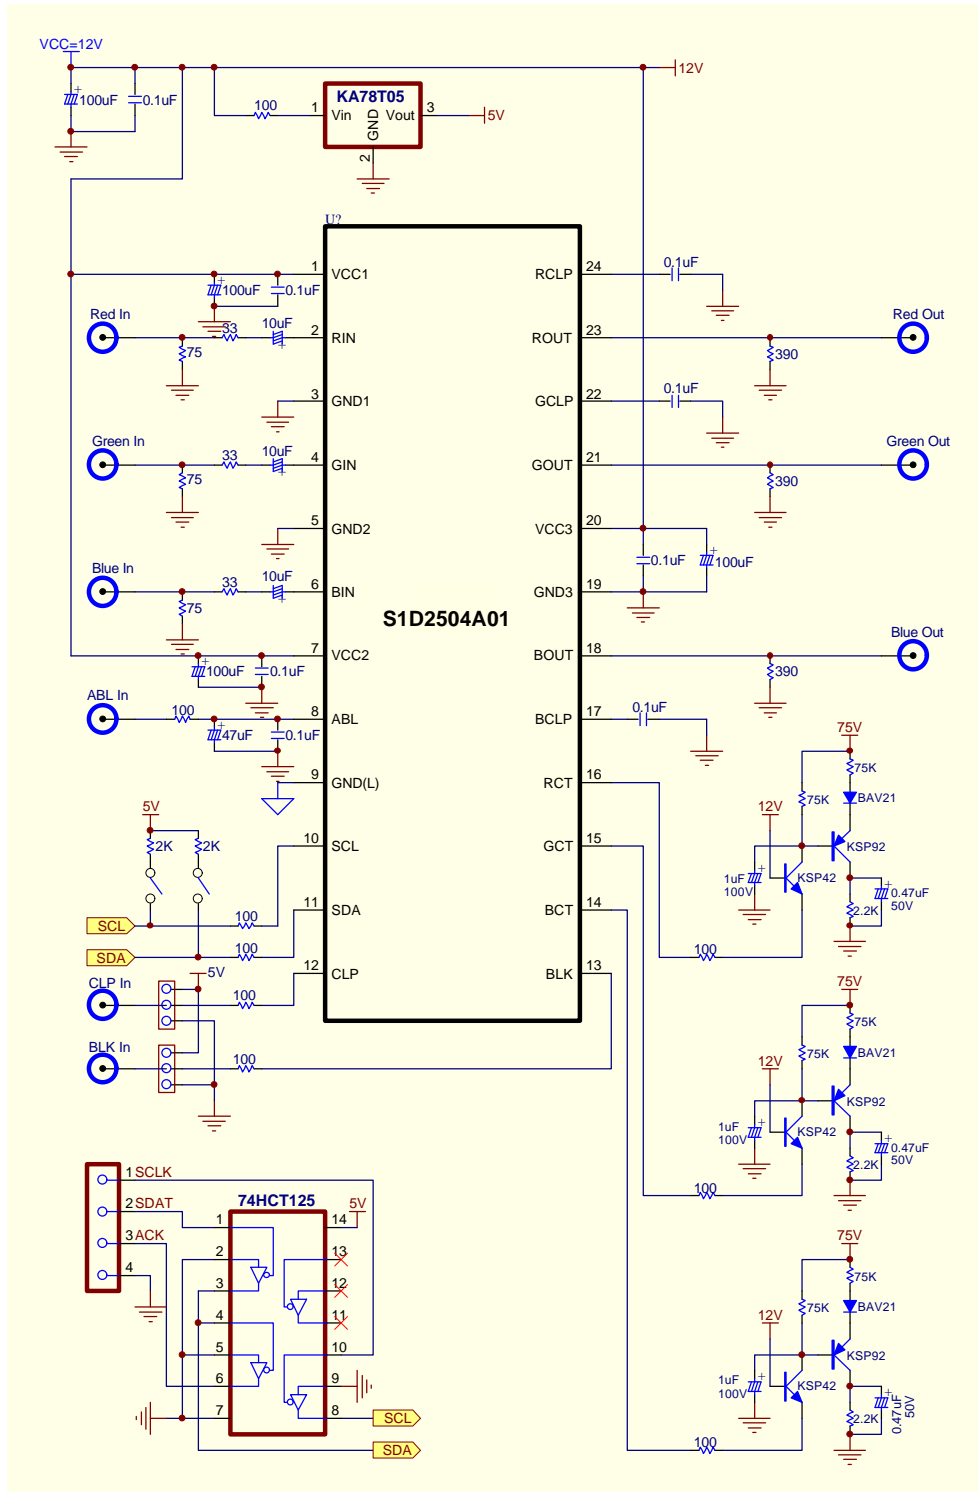 VCC=12V
12V
100uF
0.1uF
100
1
KA78T05
Vin
Vout
GND
3
5V
2
U?
1
VCC1
100uF
0.1uF
RCLP
24
0.1uF
Red In
33
10uF
2
RIN
75
ROUT
23
390
Red Out
3
GND1
GCLP
22
0.1uF
Green In
33
10uF
4
GIN
75
GOUT
21
390
Green Out
5
GND2
VCC3
20
0.1uF
100uF
Blue In
33
10uF
6
BIN
75
GND3
19
S1D2504A01
7
VCC2
100uF
0.1uF
BOUT
18
390
Blue Out
ABL In
100
8
ABL
47uF
0.1uF
BCLP
17
0.1uF
9
GND(L)
RCT
16
5V
2K
2K
10
SCL
GCT
15
11
SDA
BCT
14
SCL
100
SDA
100
12
CLP
BLK
13
CLP In
5V
100
BLK In
100
75V
75K
75K
BAV21
12V
KSP92
KSP42
1uF
100V
0.47uF
50V
2.2K
100
75V
75K
75K
BAV21
12V
KSP92
KSP42
1uF
100V
0.47uF
50V
2.2K
100
75V
75K
75K
BAV21
12V
KSP92
KSP42
1uF
100V
0.47uF
50V
2.2K
100
1 SCLK
2 SDAT
3 ACK
4
74HCT125
5V
1
2
3
4
5
6
7
14
13
12
11
10
9
8
SCL
SDA